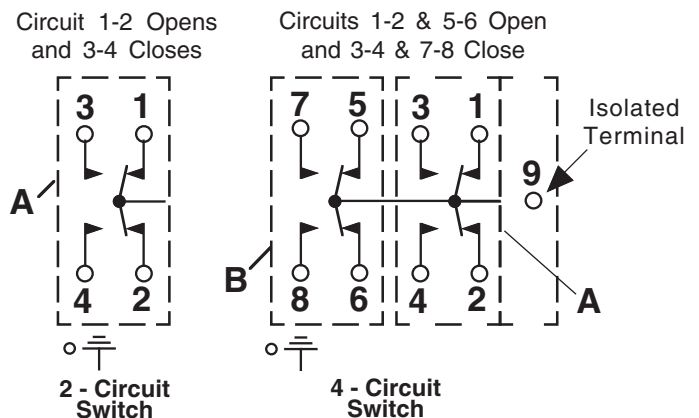 Circuit 1-2 Opens
and 3-4 Closes
Circuits 1-2 & 5-6 Open
and 3-4 & 7-8 Close
3 1
7 5 3 1
Isolated
Terminal
9
A
B
A
4 2
8 6 4 2
2 - Circuit
Switch
4 - Circuit
Switch